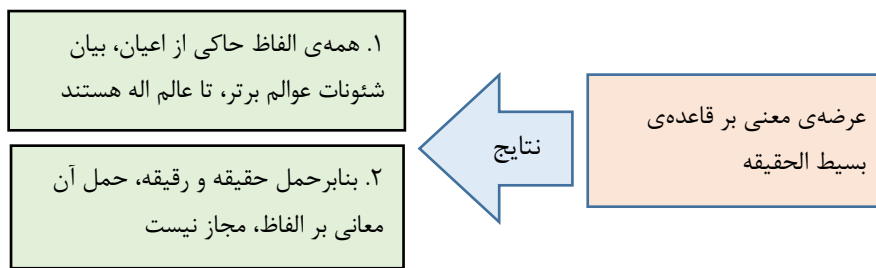 عرضه‌ی معنی بر قاعده‌ی
بسیط الحقیقه
نتایج
۱. همه‌ی الفاظ حاکی از اعیان، بیان
شئونات عوالم برتر، تا عالم اله هستند
۲. بنابرحمل حقیقه و رقیقه، حمل آن
معانی بر الفاظ، مجاز نیست